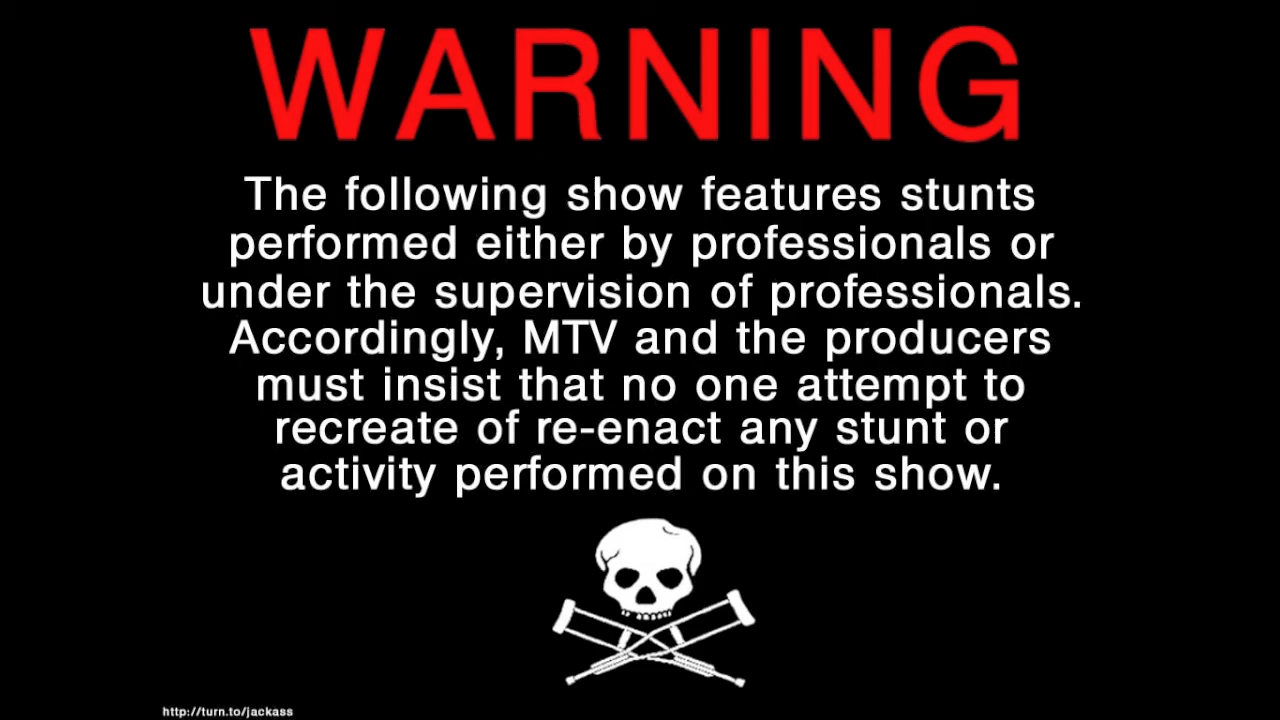 WARNING
The following show features stunts
performed either by professionals or
under the supervision of professionals.
Accordingly, MTV and the producers
must insist that no one attempt to
recreate of re-enact any stunt or
activity performed on this show.
http://turn.to/jackass